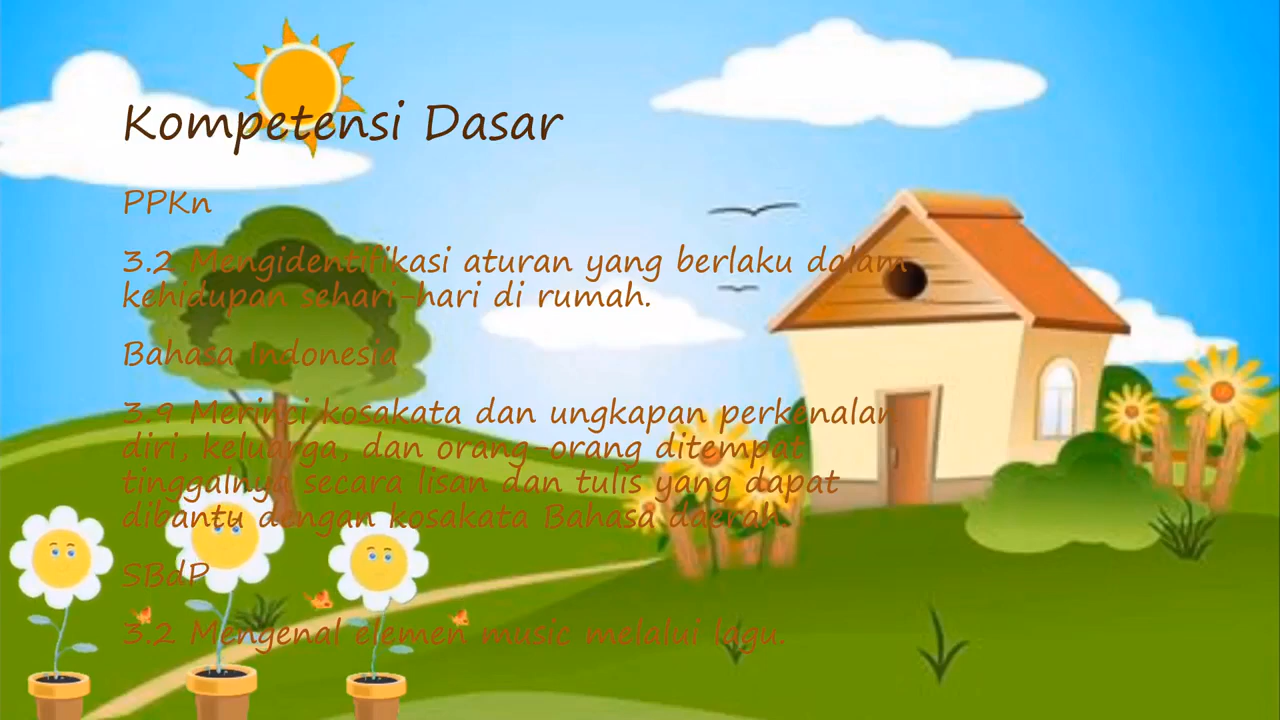 Kompetensi Dasar
PPKn
3.2 Mengidentifikasi aturan yang berlaku dalam
kehidupan sehari-hari di rumah.
Bahasa Indonesia
3.9 Merinci kosakata dan ungkapan perkenalan
diri, keluarga, dan orang-orang ditempat
tinggalnya secara lisan dan tulis yang dapat
dibantu dengan kosakata Bahasa daerah.
SBdP
3.2 Mengenal elemen music melalui lagu.